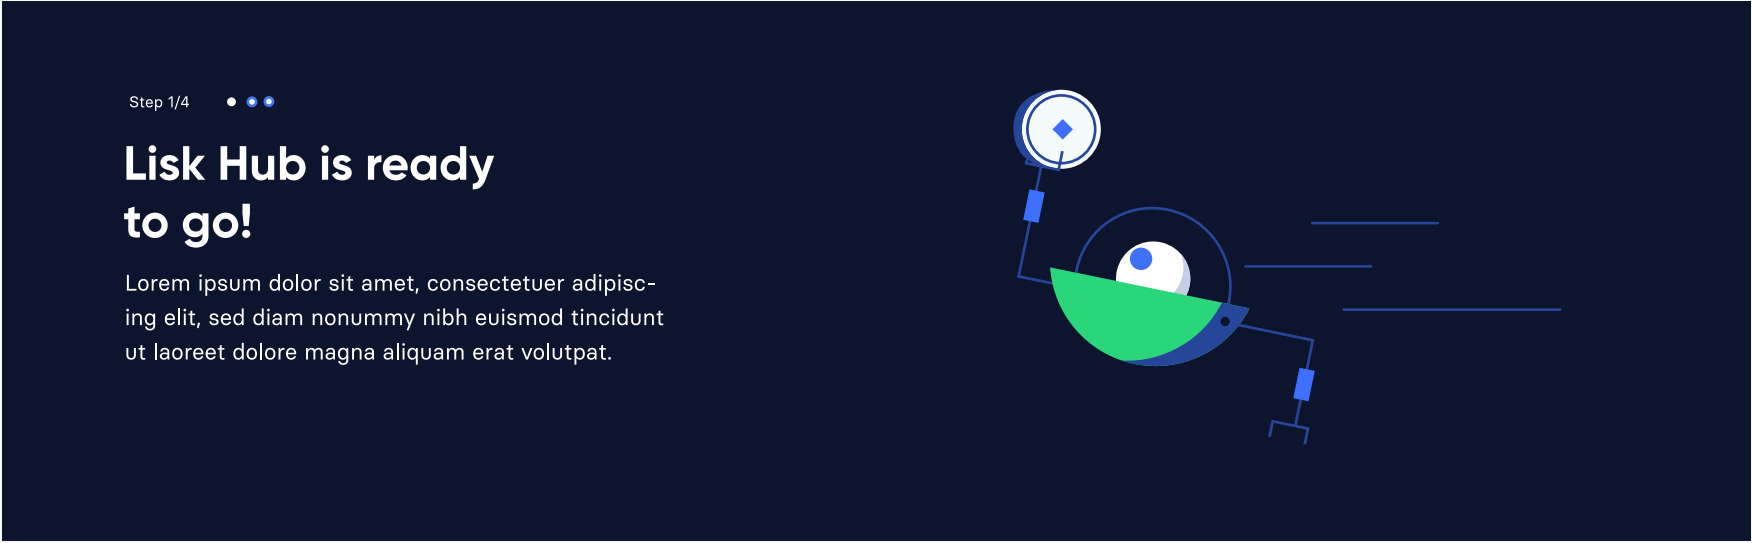 Step 1/4
Lisk Hub is ready
to go!
Lorem ipsum dolor sit amet, consectetuer adipisc-
ing elit, sed diam nonummy nibh euismod tincidunt
ut laoreet dolore magna aliquam erat volutpat.